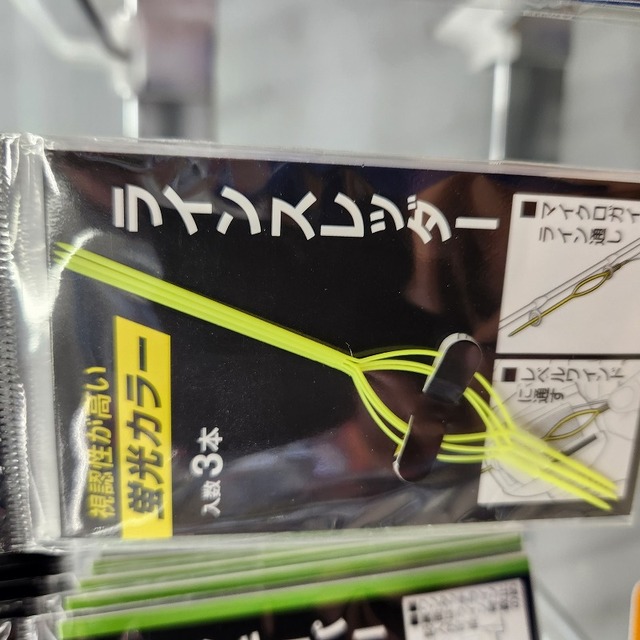 ラインスレッダー
視認性が高い
蛍光カラー
入数3本
■マイクロガイ
ライン通し
■レベルワインド
に通す